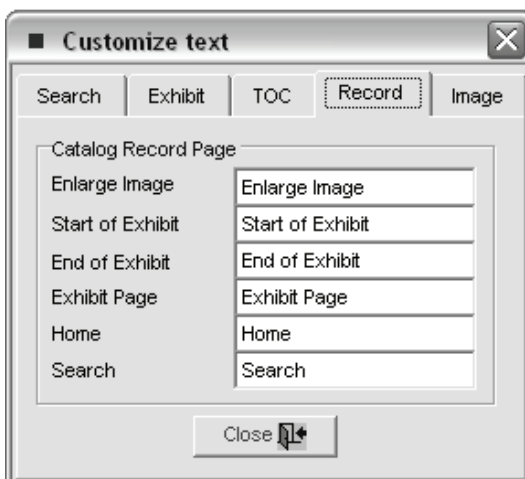 Customize text
Search Exhibit TOC Record Image
Catalog Record Page
Enlarge Image Enlarge Image
Start of Exhibit Start of Exhibit
End of Exhibit End of Exhibit
Exhibit Page Exhibit Page
Home Home
Search Search
Close